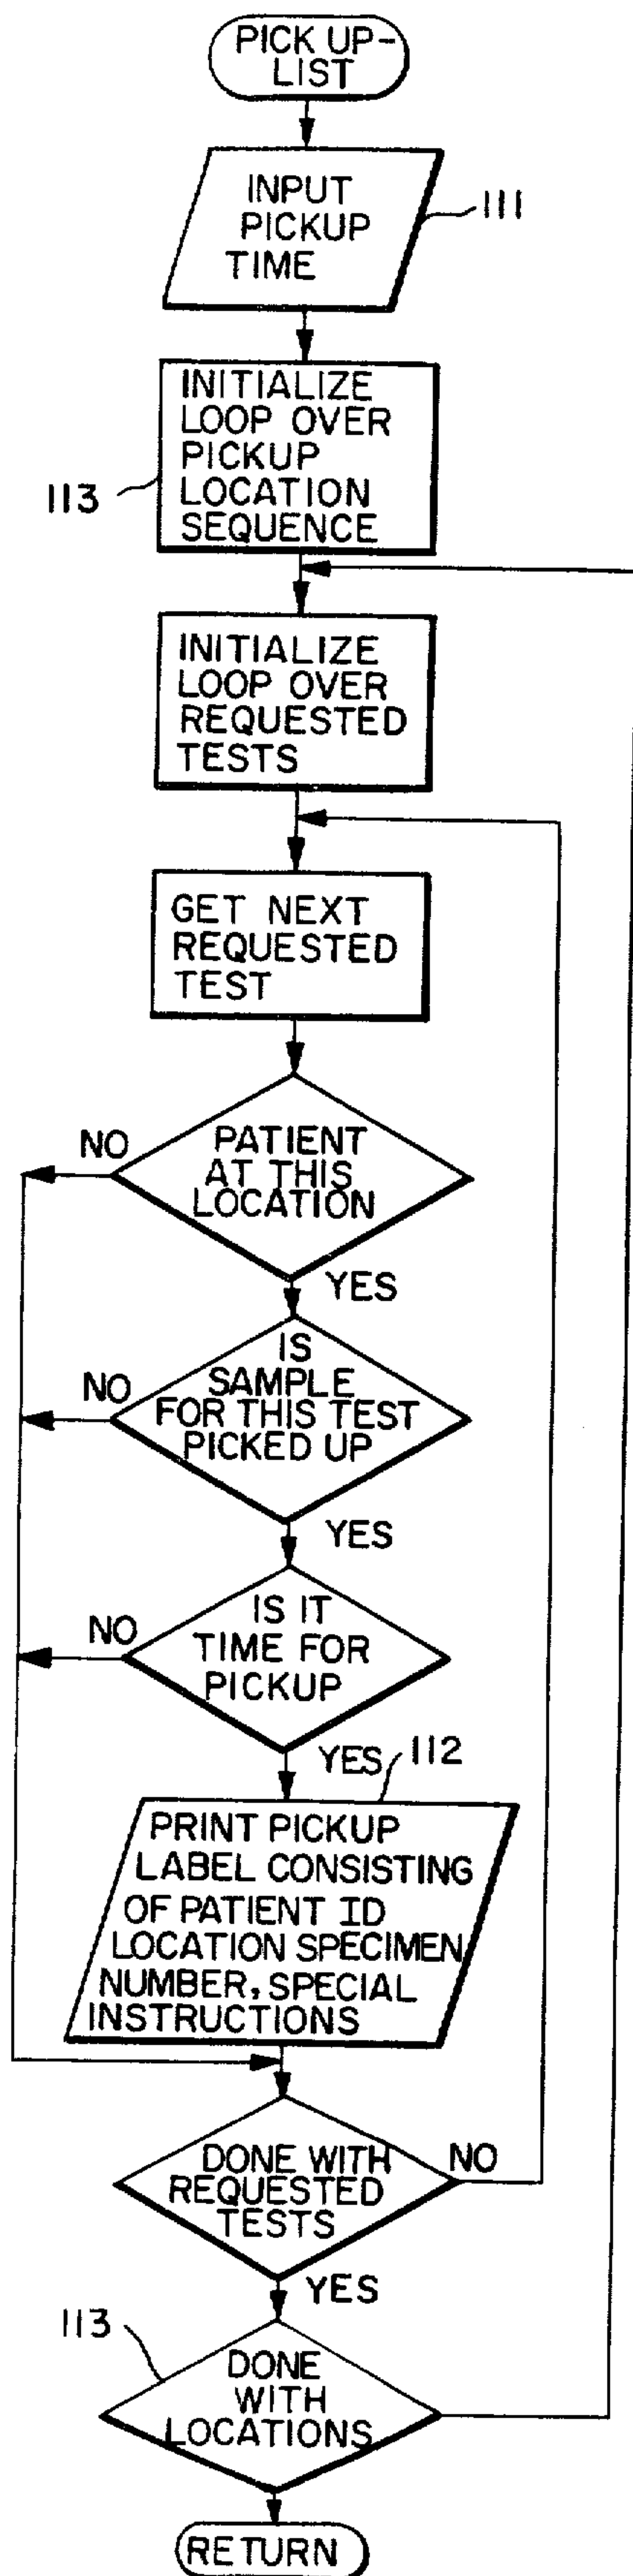 PICK UP-
LIST
INPUT
PICKUP
TIME
111
INITIALIZE
LOOP OVER
PICKUP
LOCATION
SEQUENCE
113
INITIALIZE
LOOP OVER
REQUESTED
TESTS
GET NEXT
REQUESTED
TEST
NO
PATIENT
AT THIS
LOCATION
YES
NO
IS
SAMPLE
FOR THIS TEST
PICKED UP
YES
NO
IS IT
TIME FOR
PICKUP
YES
112
PRINT PICKUP
LABEL CONSISTING
OF PATIENT ID
LOCATION SPECIMEN
NUMBER, SPECIAL
INSTRUCTIONS
DONE WITH
REQUESTED
TESTS
NO
YES
113
DONE
WITH
LOCATIONS
RETURN